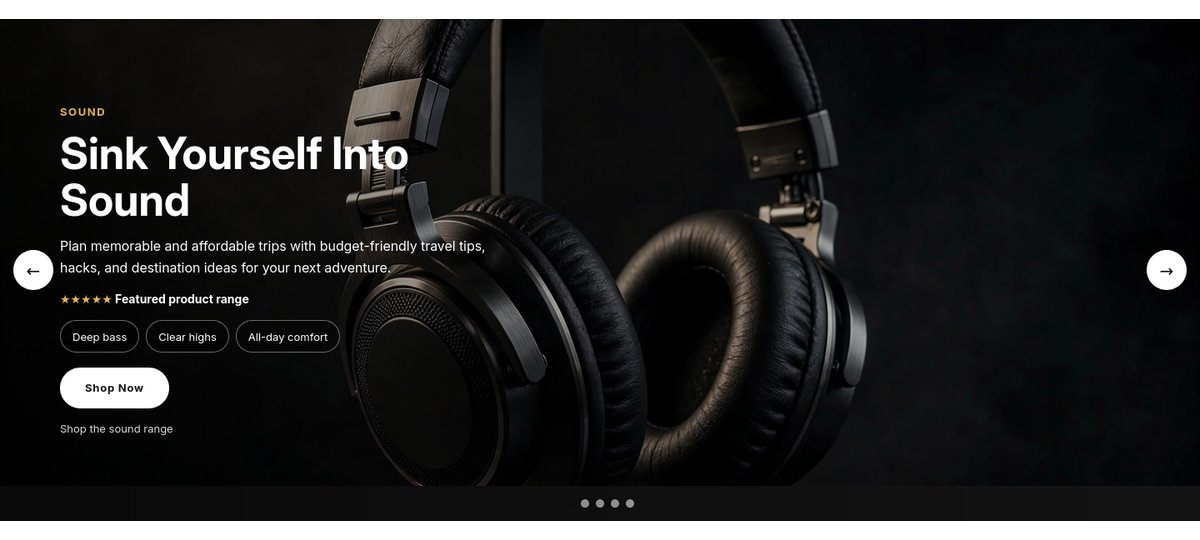 SOUND
Sink Yourself Into
Sound
Plan memorable and affordable trips with budget-friendly travel tips,
hacks, and destination ideas for your next adventure.
★★★★★ Featured product range
Deep bass Clear highs All-day comfort
Shop Now
Shop the sound range